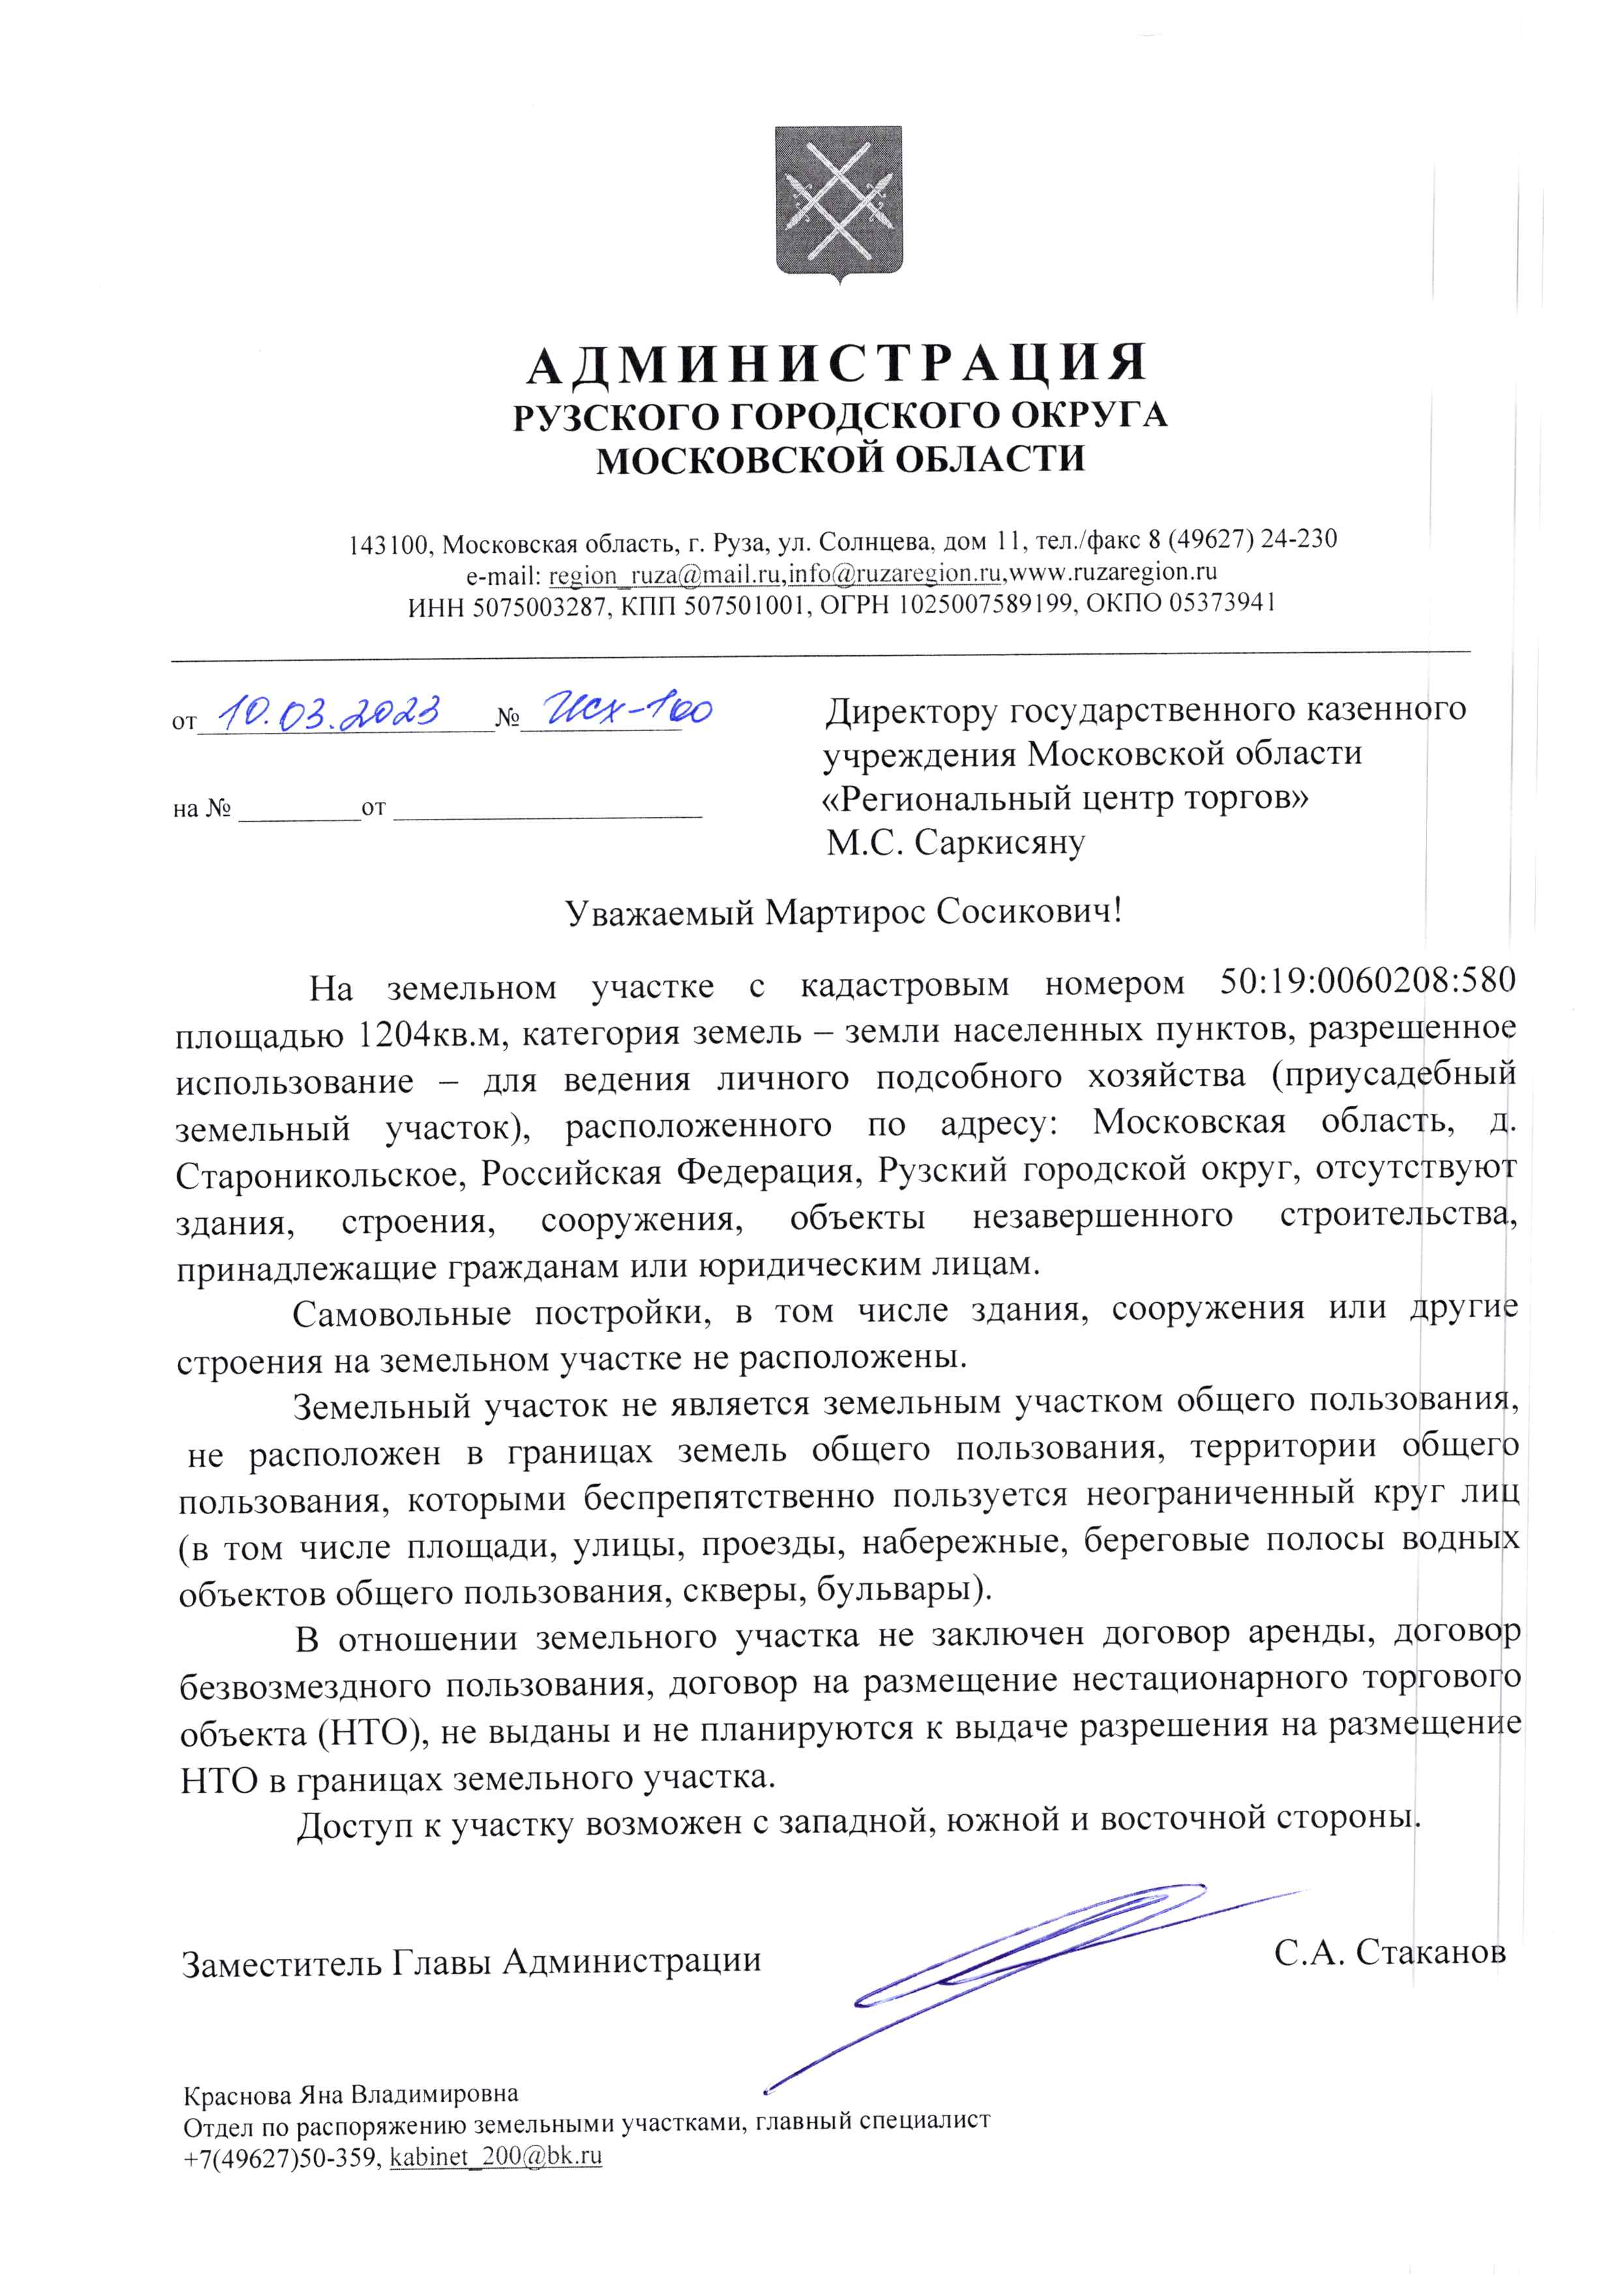 АДМИНИСТРАЦИЯ
РУЗСКОГО ГОРОДСКОГО ОКРУГА
МОСКОВСКОЙ ОБЛАСТИ
143100, Московская область, г. Руза, ул. Солнцева, дом 11, тел./факс 8 (49627) 24-230
e-mail: region_ruza@mail.ru,info@ruzaregion.ru,www.ruzaregion.ru
ИНН 5075003287, КПП 507501001, ОГРН 1025007589199, ОКПО 05373941
от 10.03.2023 № Исх-160
на № _________от _______________________
Директору государственного казенного
учреждения Московской области
«Региональный центр торгов»
М.С. Саркисяну
Уважаемый Мартирос Сосикович!
На земельном участке с кадастровым номером 50:19:0060208:580
площадью 1204кв.м, категория земель – земли населенных пунктов, разрешенное
использование – для ведения личного подсобного хозяйства (приусадебный
земельный участок), расположенного по адресу: Московская область, д.
Староникольское, Российская Федерация, Рузский городской округ, отсутствуют
здания, строения, сооружения, объекты незавершенного строительства,
принадлежащие гражданам или юридическим лицам.
Самовольные постройки, в том числе здания, сооружения или другие
строения на земельном участке не расположены.
Земельный участок не является земельным участком общего пользования,
не расположен в границах земель общего пользования, территории общего
пользования, которыми беспрепятственно пользуется неограниченный круг лиц
(в том числе площади, улицы, проезды, набережные, береговые полосы водных
объектов общего пользования, скверы, бульвары).
В отношении земельного участка не заключен договор аренды, договор
безвозмездного пользования, договор на размещение нестационарного торгового
объекта (НТО), не выданы и не планируются к выдаче разрешения на размещение
НТО в границах земельного участка.
Доступ к участку возможен с западной, южной и восточной стороны.
Заместитель Главы Администрации
С.А. Стаканов
Краснова Яна Владимировна
Отдел по распоряжению земельными участками, главный специалист
+7(49627)50-359, kabinet_200@bk.ru